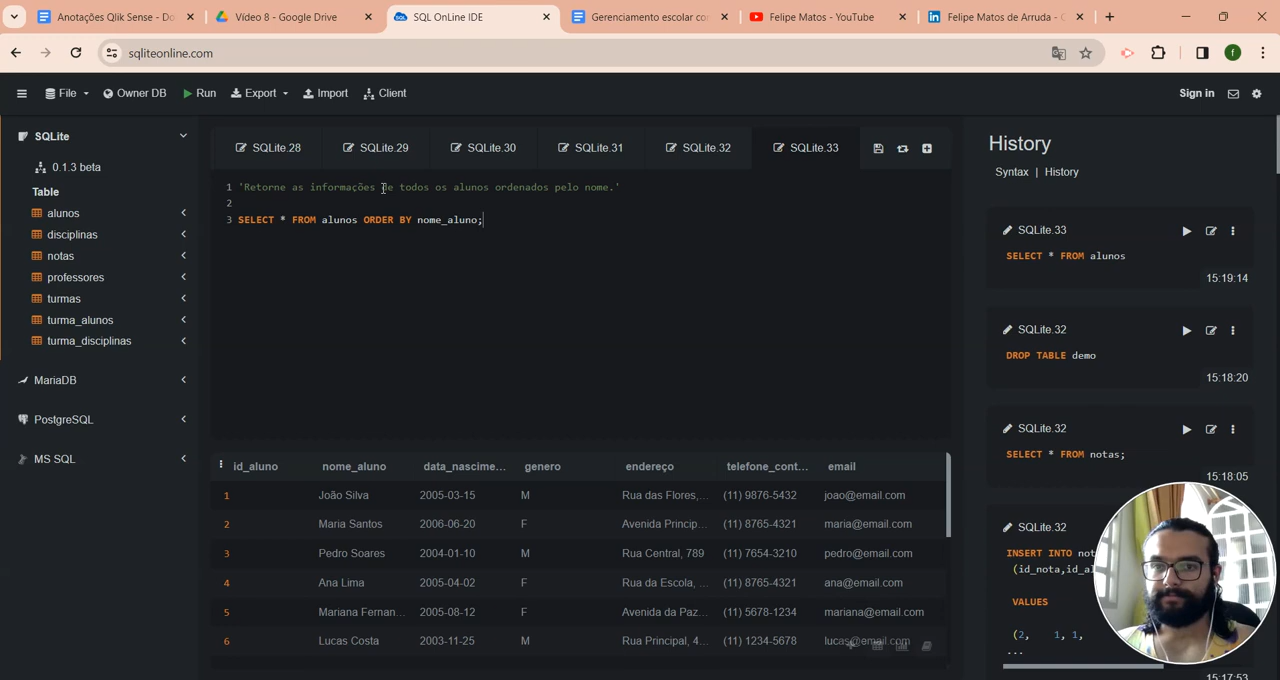 Anotações Qlik Sense - Do
Vídeo 8 - Google Drive
SQL OnLine IDE
Gerenciamento escolar co
Felipe Matos - YouTube
Felipe Matos de Arruda -
sqliteonline.com
f
File
Owner DB
Run
Export
Import
Client
Sign in
SQLite
0.1.3 beta
Table
alunos
disciplinas
notas
professores
turmas
turma_alunos
turma_disciplinas
MariaDB
PostgreSQL
MS SQL
SQLite.28 SQLite.29 SQLite.30 SQLite.31 SQLite.32 SQLite.33
1 'Retorne as informações de todos os alunos ordenados pelo nome.'
2
3 SELECT * FROM alunos ORDER BY nome_aluno;
id_aluno nome_aluno data_nascime... genero endereço telefone_cont... email
1 João Silva 2005-03-15 M Rua das Flores,... (11) 9876-5432 joao@email.com
2 Maria Santos 2006-06-20 F Avenida Princip... (11) 8765-4321 maria@email.com
3 Pedro Soares 2004-01-10 M Rua Central, 789 (11) 7654-3210 pedro@email.com
4 Ana Lima 2005-04-02 F Rua da Escola, ... (11) 8765-4321 ana@email.com
5 Mariana Fernan... 2005-08-12 F Avenida da Paz... (11) 5678-1234 mariana@email.com
6 Lucas Costa 2003-11-25 M Rua Principal, 4... (11) 1234-5678 lucas@email.com
History
Syntax | History
SQLite.33
SELECT * FROM alunos
15:19:14
SQLite.32
DROP TABLE demo
15:18:20
SQLite.32
SELECT * FROM notas;
15:18:05
SQLite.32
INSERT INTO not
(id_nota,id_al
VALUES
(2, 1, 1,
...
15:17:53